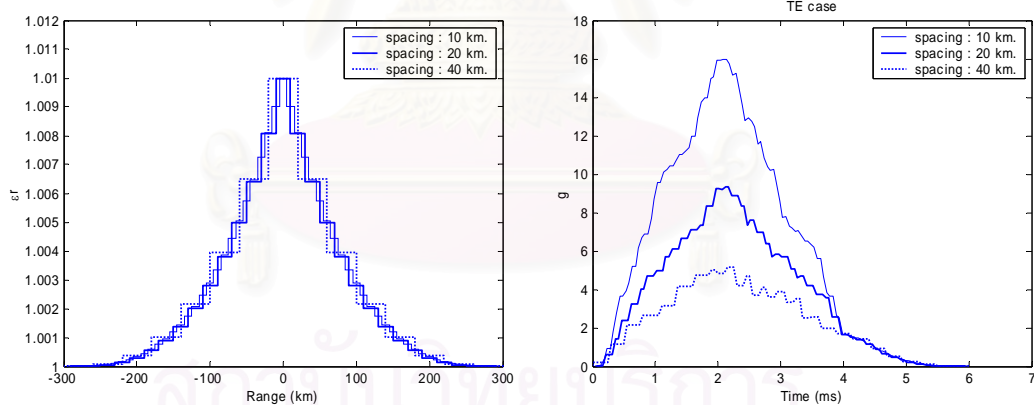 TE case
1.012
1.011
1.01
1.009
1.008
1.007
1.006
1.005
1.004
1.003
1.002
1.001
1
εr
spacing : 10 km.
spacing : 20 km.
spacing : 40 km.
-300 -200 -100 0 100 200 300
Range (km)
18
16
14
12
10
8
6
4
2
0
g
spacing : 10 km.
spacing : 20 km.
spacing : 40 km.
0 1 2 3 4 5 6 7
Time (ms)